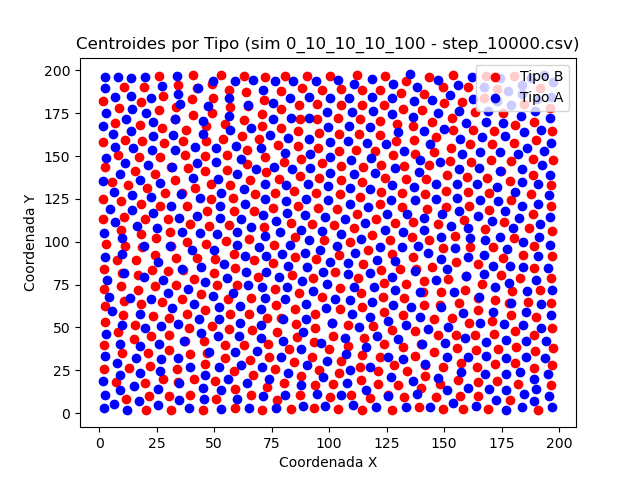 Centroides por Tipo (sim 0_10_10_10_100 - step_10000.csv)
Tipo B
Tipo A
Coordenada Y
200
175
150
125
100
75
50
25
0
0 25 50 75 100 125 150 175 200
Coordenada X